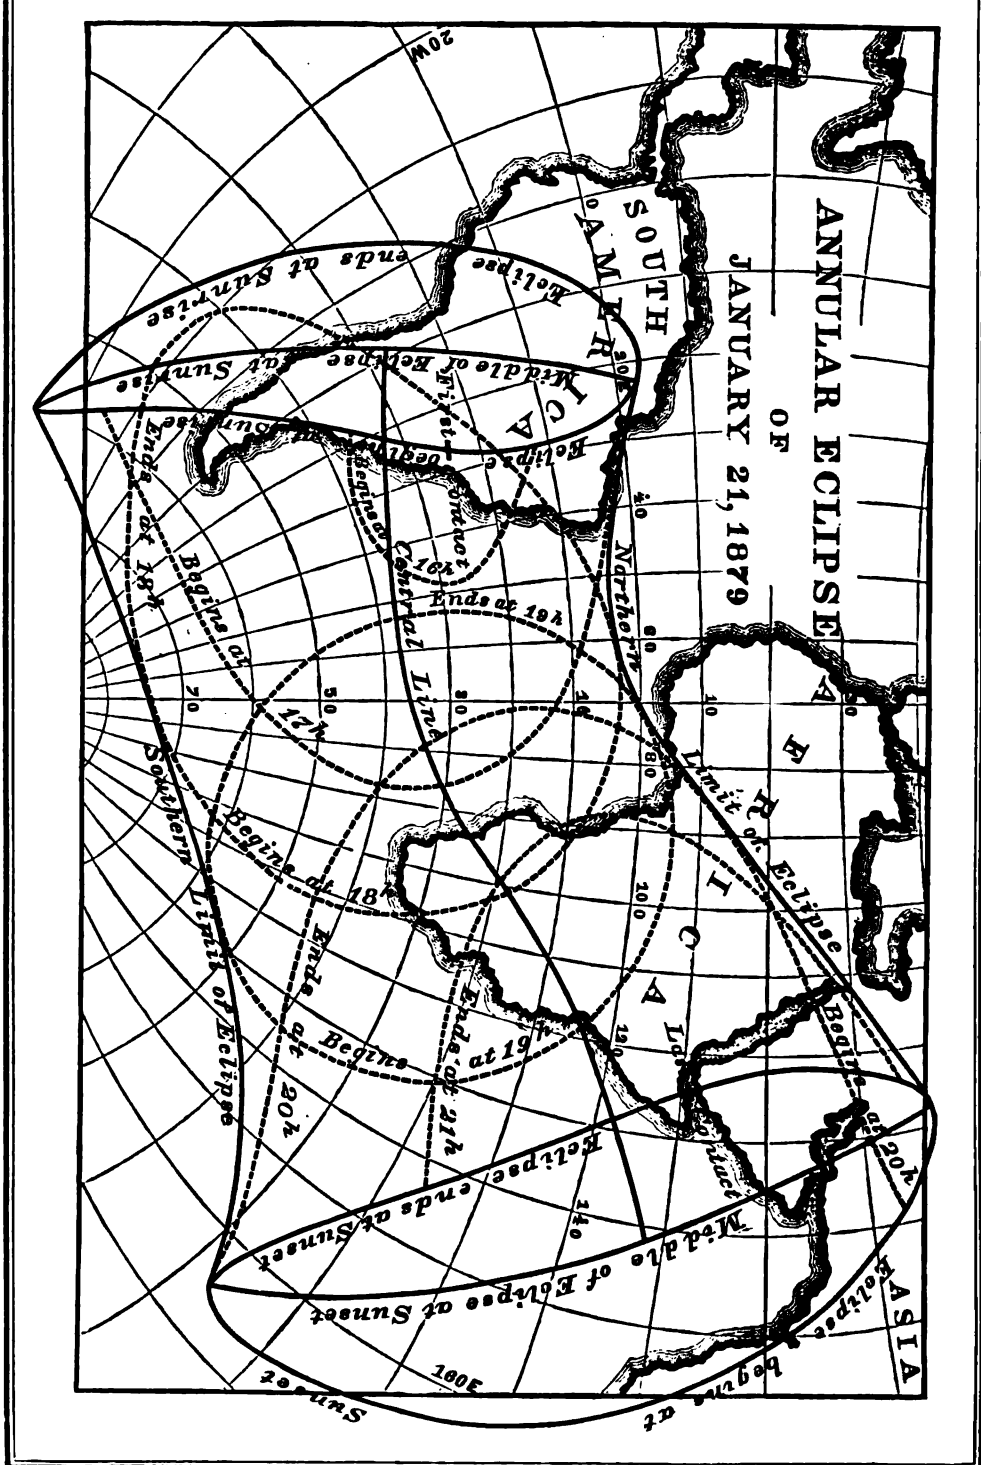 ANNULAR ECLIPSE
OF
JANUARY 21, 1879
SOUTH
AMERICA
AFRICA
ASIA
20W
0
20
40
60
80
100
120
140
160E
10
10
30
50
70
Eclipse ends at Sunrise
Middle of Eclipse at Sunrise
Eclipse begins at Sunrise
First Contact
Begins at 16h
Ends at 18h
Begins at 17h
Ends at 19h
Central Line
Northern Limit of Eclipse
Southern Limit of Eclipse
Begins at 18h
Ends at 20h
Begins at 19h
Ends at 21h
Begins at 20h
Last Contact
Eclipse ends at Sunset
Middle of Eclipse at Sunset
Eclipse begins at Sunset